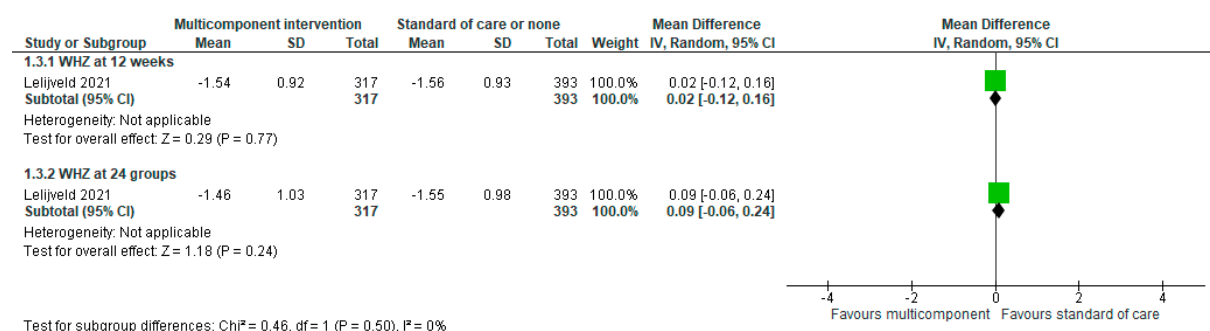 Multicomponent intervention Standard of care or none Mean Difference Mean Difference
Study or Subgroup Mean SD Total Mean SD Total Weight IV, Random, 95% CI IV, Random, 95% CI
1.3.1 WHZ at 12 weeks
Lelijveld 2021 -1.54 0.92 317 -1.56 0.93 393 100.0% 0.02 [-0.12, 0.16]
Subtotal (95% CI) 317 393 100.0% 0.02 [-0.12, 0.16]
Heterogeneity: Not applicable
Test for overall effect: Z = 0.29 (P = 0.77)
1.3.2 WHZ at 24 groups
Lelijveld 2021 -1.46 1.03 317 -1.55 0.98 393 100.0% 0.09 [-0.06, 0.24]
Subtotal (95% CI) 317 393 100.0% 0.09 [-0.06, 0.24]
Heterogeneity: Not applicable
Test for overall effect: Z = 1.18 (P = 0.24)
-4 -2 0 2 4
Favours multicomponent Favours standard of care
Test for subgroup differences: Chi² = 0.46, df = 1 (P = 0.50), I² = 0%